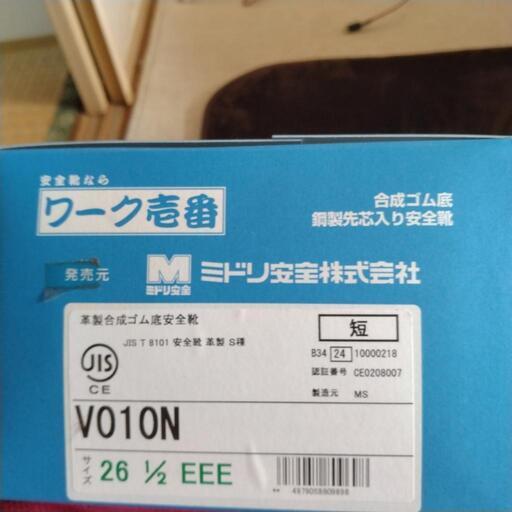 安全靴なら
ワーク壱番
合成ゴム底
鋼製先芯入り安全靴
発売元
M
ミドリ安全
ミドリ安全株式会社
革製合成ゴム底安全靴
短
JIS T 8101 安全靴 革製 S種
B34 24 10000218
JIS
CE
認証番号 CE0208007
製造元 MS
V010N
サイズ
26 1/2 EEE